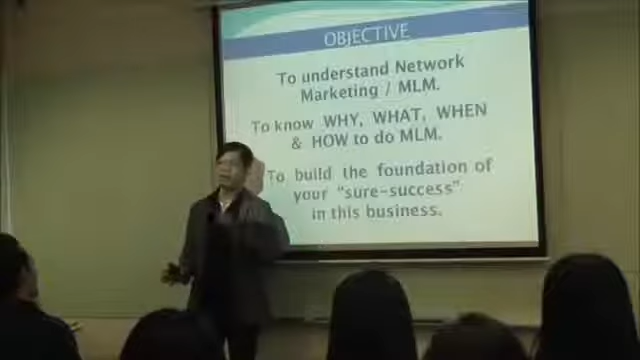 OBJECTIVE
To understand Network
Marketing / MLM.
To know WHY, WHAT, WHEN
& HOW to do MLM.
To build the foundation of
your "sure-success"
in this business.